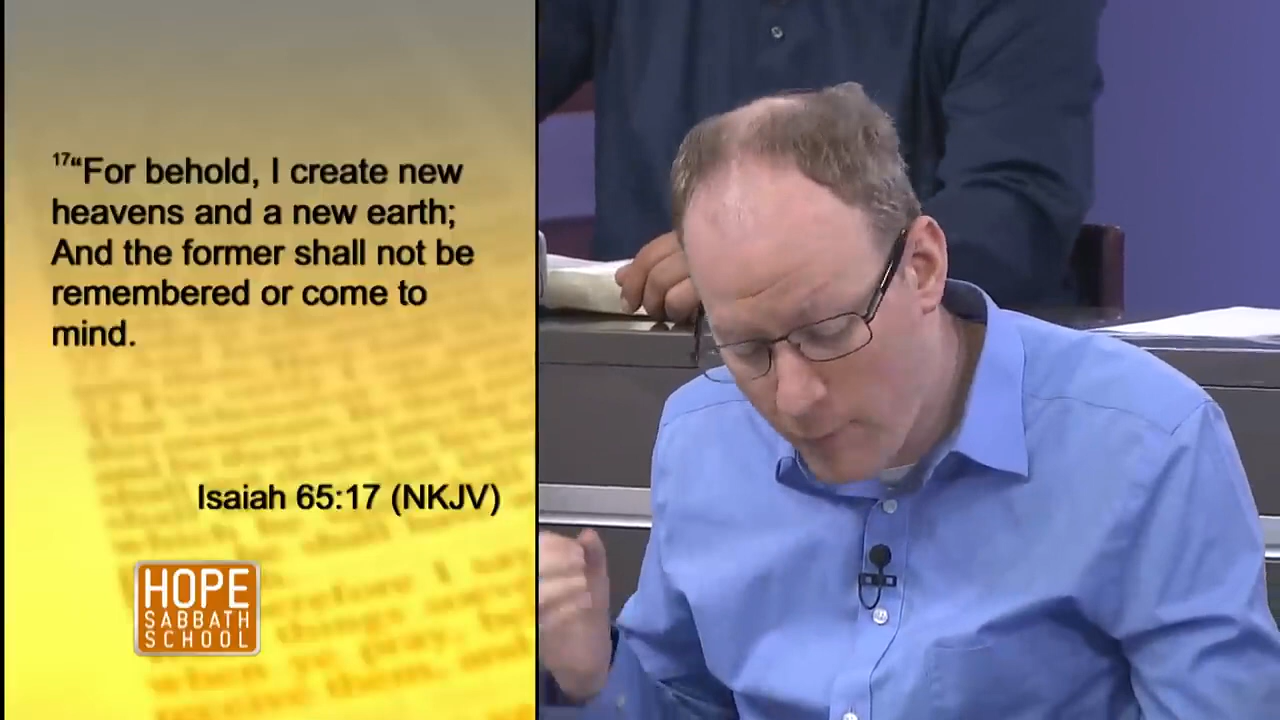 17“For behold, I create new
heavens and a new earth;
And the former shall not be
remembered or come to
mind.
Isaiah 65:17 (NKJV)
HOPE
SABBATH
SCHOOL